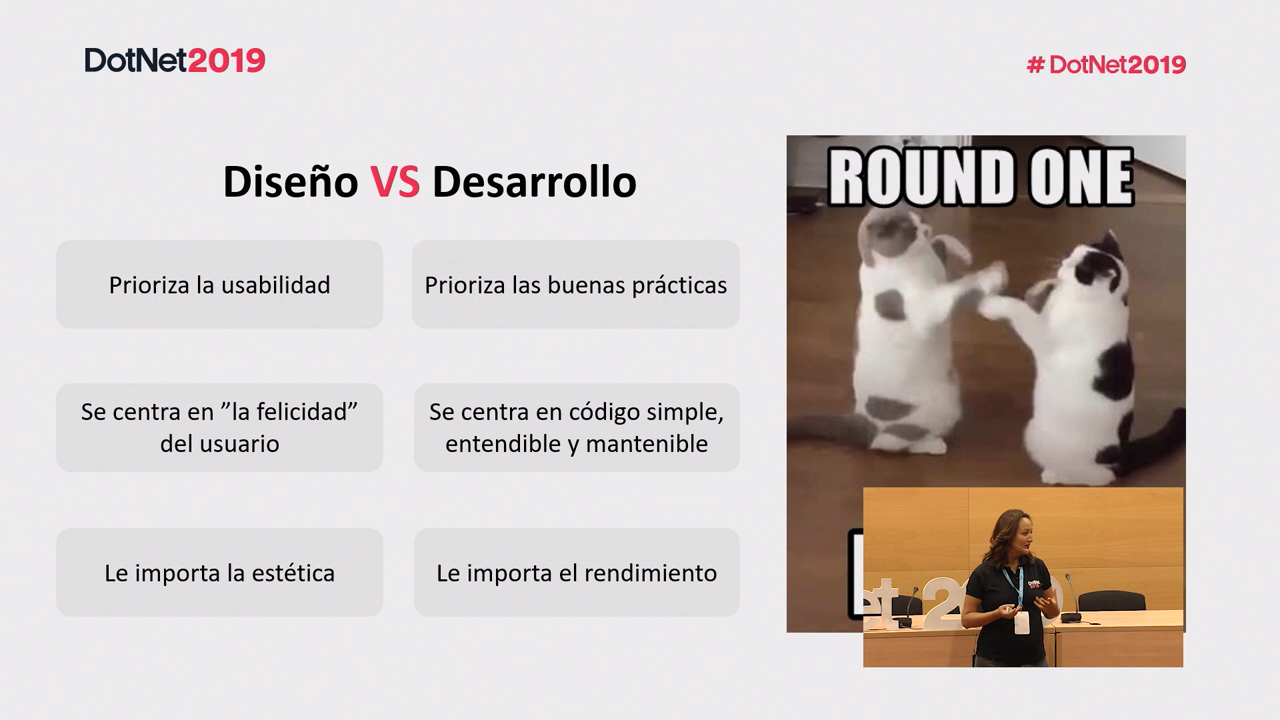 DotNet2019
# DotNet2019
Diseño VS Desarrollo
Prioriza la usabilidad
Prioriza las buenas prácticas
Se centra en ”la felicidad”
del usuario
Se centra en código simple,
entendible y mantenible
Le importa la estética
Le importa el rendimiento
ROUND ONE